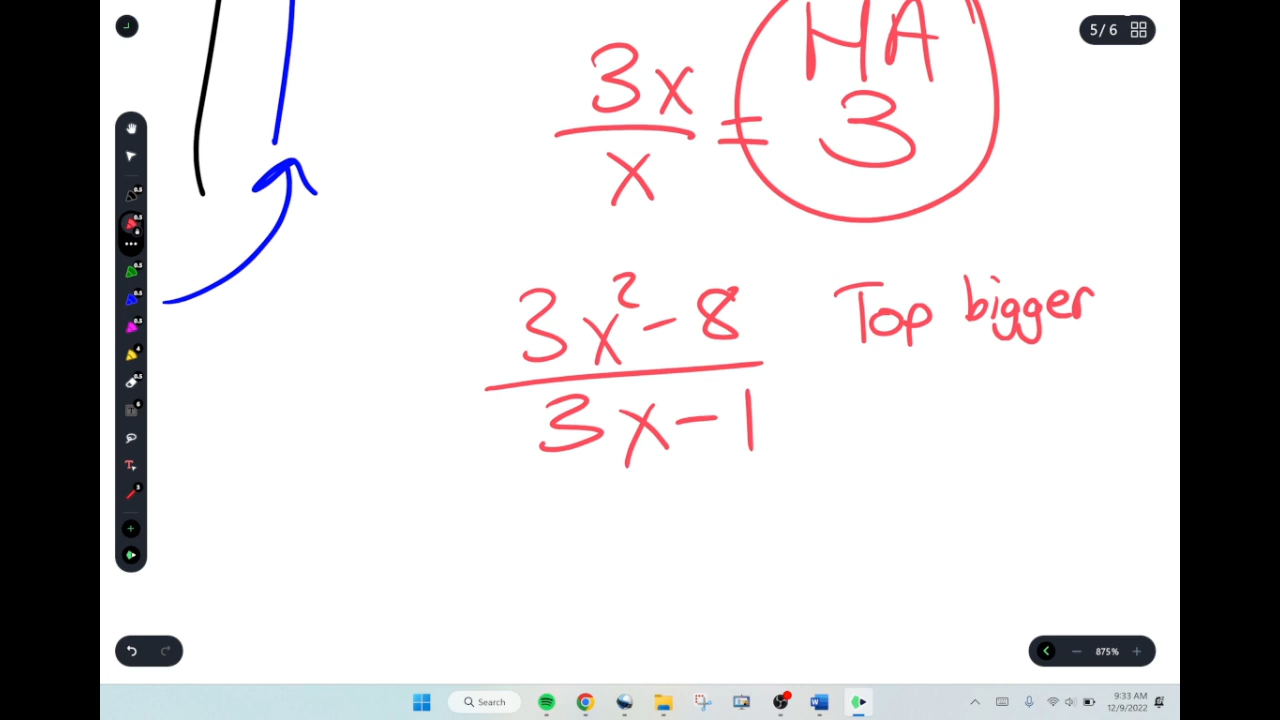 5/6
HA
3x
x
= 3
3x² - 8
3x - 1
Top bigger
875%
Search
9:33 AM
12/9/2022